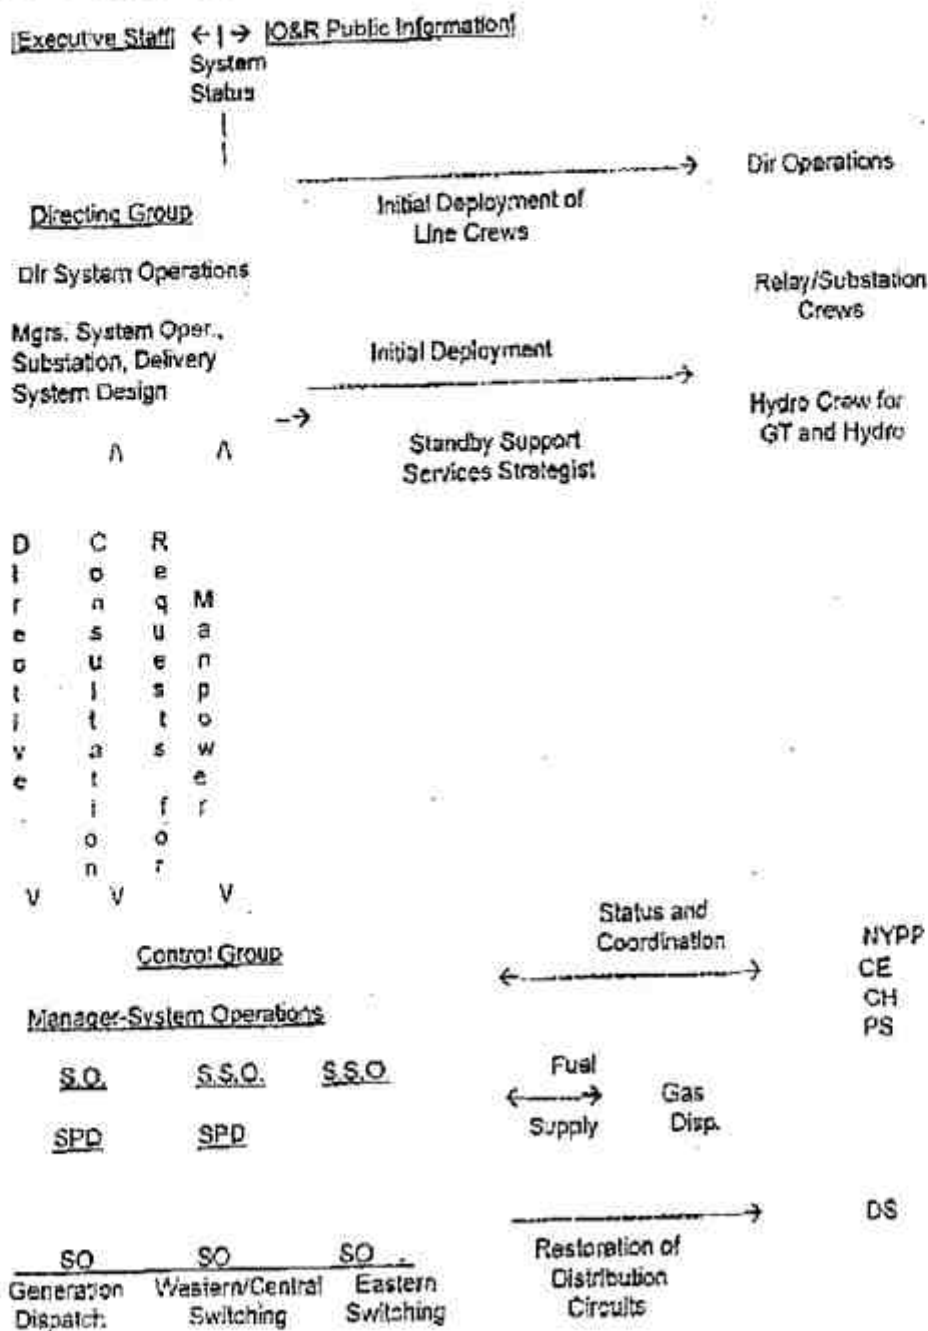 |Executive Staff| ←|→ |O&R Public Information|
System
Status
Dir Operations
Initial Deployment of
Line Crews
Directing Group
Dir System Operations
Relay/Substation
Crews
Mgrs. System Oper.,
Substation, Delivery
System Design
Initial Deployment
Hydro Crew for
GT and Hydro
Standby Support
Services Strategist
Directive
Consultation
Requests for
Manpower
Status and
Coordination
NYPP
CE
CH
PS
Control Group
Manager-System Operations
S.O. S.S.O. S.S.O.
Fuel
Supply
Gas
Disp.
SPD SPD
DS
Restoration of
Distribution
Circuits
SO SO SO
Generation
Dispatch
Western/Central
Switching
Eastern
Switching